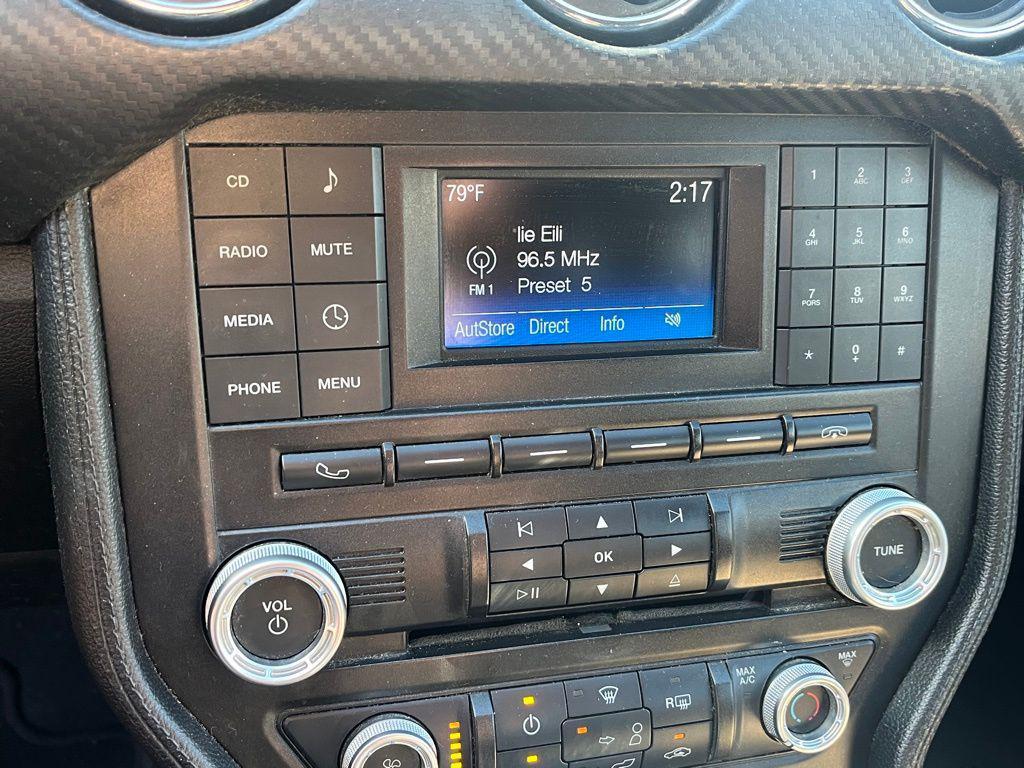 CD
RADIO
MUTE
MEDIA
PHONE
MENU
79°F
2:17
lie Eili
96.5 MHz
FM 1
Preset 5
AutStore Direct Info
1
2 ABC
3 DEF
4 GHI
5 JKL
6 MNO
7 PQRS
8 TUV
9 WXYZ
*
0 +
#
OK
VOL
TUNE
MAX A/C
MAX
R